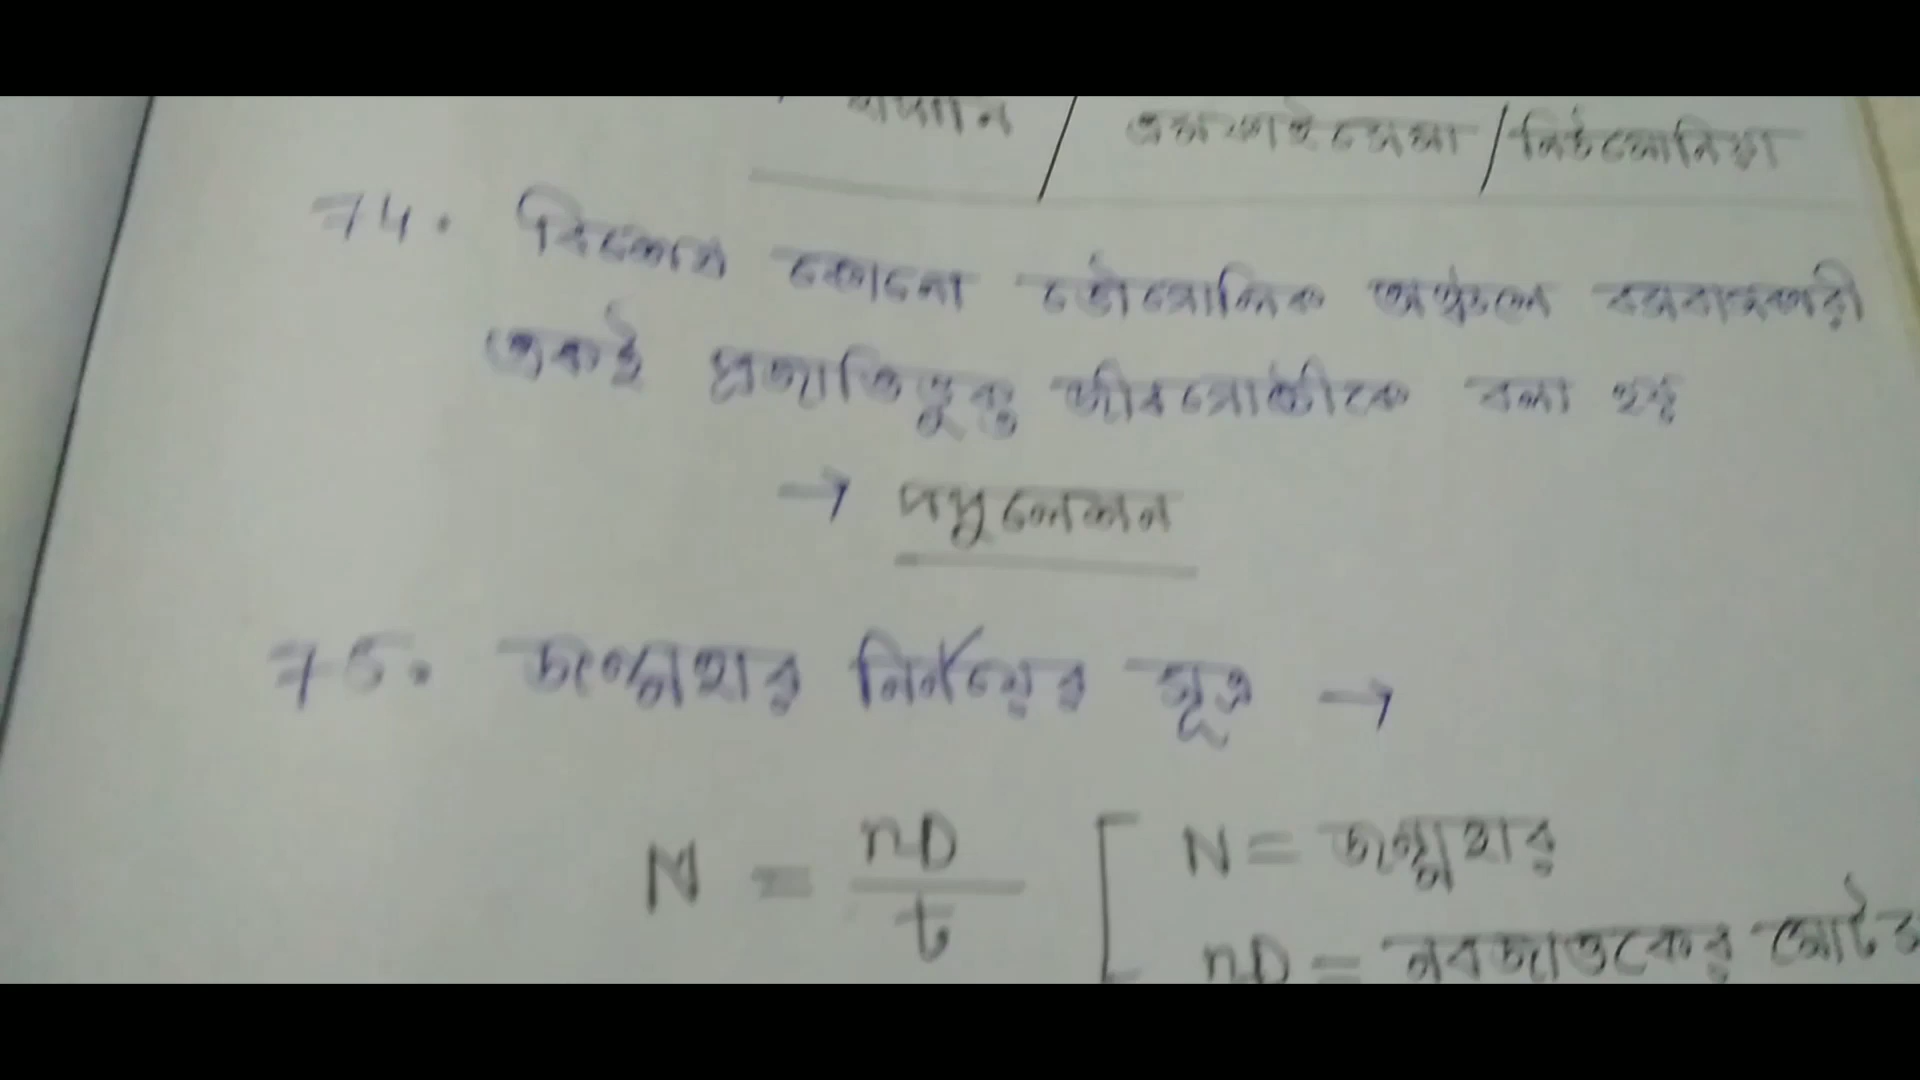 / / নিউমোনিয়া
74. বিশেষ কোনো ভৌগোলিক অঞ্চলে বসবাসকারী
একই প্রজাতিভুক্ত জীবগোষ্ঠীকে বলা হয়
→ পপুলেশন
75. জন্মহার নির্ণয়ের সূত্র →
N = nD / t [ N = জন্মহার
nD = নবজাতকের মোট